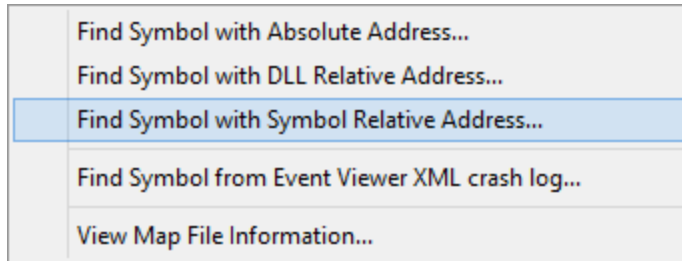 Find Symbol with Absolute Address...
Find Symbol with DLL Relative Address...
Find Symbol with Symbol Relative Address...
Find Symbol from Event Viewer XML crash log...
View Map File Information...